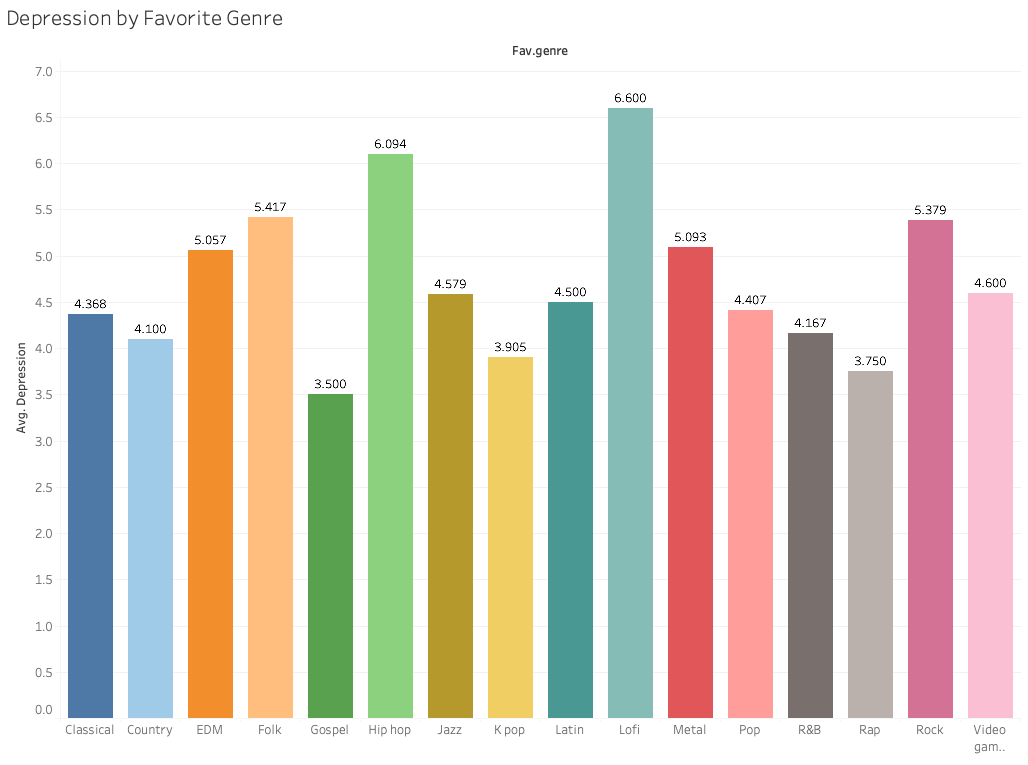 Depression by Favorite Genre
Fav.genre
7.0
6.5
6.0
5.5
5.0
4.5
4.0
3.5
3.0
2.5
2.0
1.5
1.0
0.5
0.0
Avg. Depression
4.368
4.100
5.057
5.417
3.500
6.094
4.579
3.905
4.500
6.600
5.093
4.407
4.167
3.750
5.379
4.600
Classical
Country
EDM
Folk
Gospel
Hip hop
Jazz
K pop
Latin
Lofi
Metal
Pop
R&B
Rap
Rock
Video
gam..